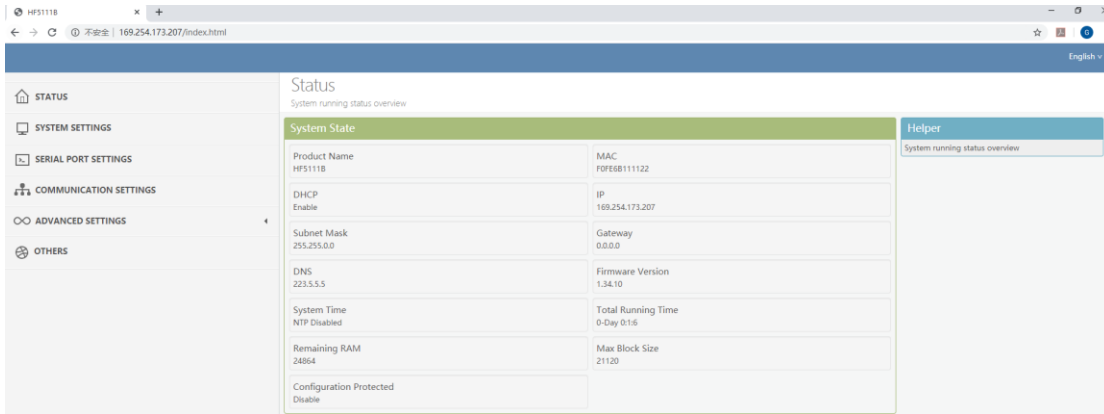 HF5111B
不安全 | 169.254.173.207/index.html
English
STATUS
SYSTEM SETTINGS
SERIAL PORT SETTINGS
COMMUNICATION SETTINGS
ADVANCED SETTINGS
OTHERS
Status
System running status overview
System State
Product Name
HF5111B
MAC
F0FE6B111122
DHCP
Enable
IP
169.254.173.207
Subnet Mask
255.255.0.0
Gateway
0.0.0.0
DNS
223.5.5.5
Firmware Version
1.34.10
System Time
NTP Disabled
Total Running Time
0-Day 0:1:6
Remaining RAM
24864
Max Block Size
21120
Configuration Protected
Disable
Helper
System running status overview